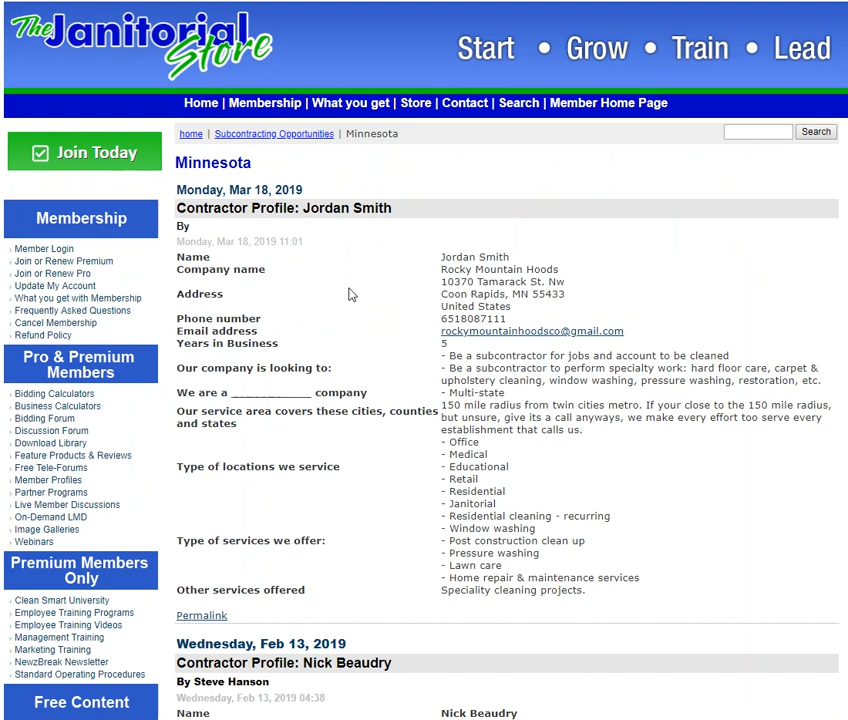 The Janitorial Store
Start • Grow • Train • Lead
Home | Membership | What you get | Store | Contact | Search | Member Home Page
Join Today
home | Subcontracting Opportunities | Minnesota
Search
Membership
Member Login
Join or Renew Premium
Join or Renew Pro
Update My Account
What you get with Membership
Frequently Asked Questions
Cancel Membership
Refund Policy
Pro & Premium
Members
Bidding Calculators
Business Calculators
Bidding Forum
Discussion Forum
Download Library
Feature Products & Reviews
Free Tele-Forums
Member Profiles
Partner Programs
Live Member Discussions
On-Demand LMD
Image Galleries
Webinars
Premium Members
Only
Clean Smart University
Employee Training Programs
Employee Training Videos
Management Training
Marketing Training
NewzBreak Newsletter
Standard Operating Procedures
Free Content
Minnesota
Monday, Mar 18, 2019
Contractor Profile: Jordan Smith
By
Monday, Mar 18, 2019 11:01
Name Jordan Smith
Company name Rocky Mountain Hoods
10370 Tamarack St. Nw
Address Coon Rapids, MN 55433
United States
Phone number 6518087111
Email address rockymountainhoodsco@gmail.com
Years in Business 5
- Be a subcontractor for jobs and account to be cleaned
Our company is looking to: - Be a subcontractor to perform specialty work: hard floor care, carpet &
upholstery cleaning, window washing, pressure washing, restoration, etc.
We are a ____________ company - Multi-state
Our service area covers these cities, counties 150 mile radius from twin cities metro. If your close to the 150 mile radius,
and states but unsure, give its a call anyways, we make every effort too serve every
establishment that calls us.
- Office
- Medical
Type of locations we service - Educational
- Retail
- Residential
- Janitorial
- Residential cleaning - recurring
- Window washing
Type of services we offer: - Post construction clean up
- Pressure washing
- Lawn care
- Home repair & maintenance services
Other services offered Speciality cleaning projects.
Permalink
Wednesday, Feb 13, 2019
Contractor Profile: Nick Beaudry
By Steve Hanson
Wednesday, Feb 13, 2019 04:38
Name Nick Beaudry